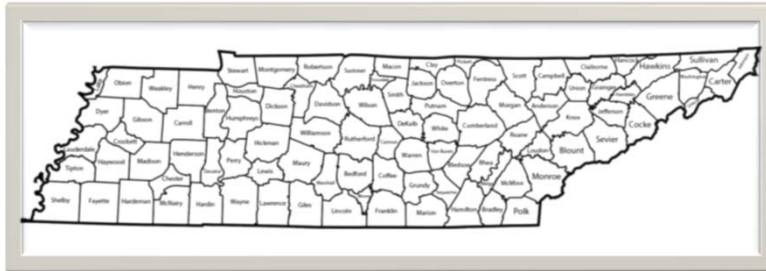 Stewart
Montgomery
Robertson
Sumner
Macon
Clay
Pickett
Claiborne
Hancock
Hawkins
Sullivan
Obion
Weakley
Henry
Houston
Jackson
Overton
Fentress
Scott
Campbell
Union
Grainger
Washington
Carter
Dyer
Gibson
Carroll
Benton
Humphreys
Dickson
Davidson
Wilson
Smith
Putnam
Morgan
Anderson
Knox
Jefferson
Greene
Cocke
Crockett
Williamson
Rutherford
Cannon
DeKalb
White
Cumberland
Roane
Loudon
Blount
Sevier
Lauderdale
Haywood
Madison
Henderson
Decatur
Perry
Hickman
Maury
Warren
Van Buren
Bledsoe
Rhea
Monroe
Tipton
Chester
Lewis
Marshall
Bedford
Coffee
Grundy
McMinn
Shelby
Fayette
Hardeman
McNairy
Hardin
Wayne
Lawrence
Giles
Lincoln
Franklin
Marion
Hamilton
Bradley
Polk